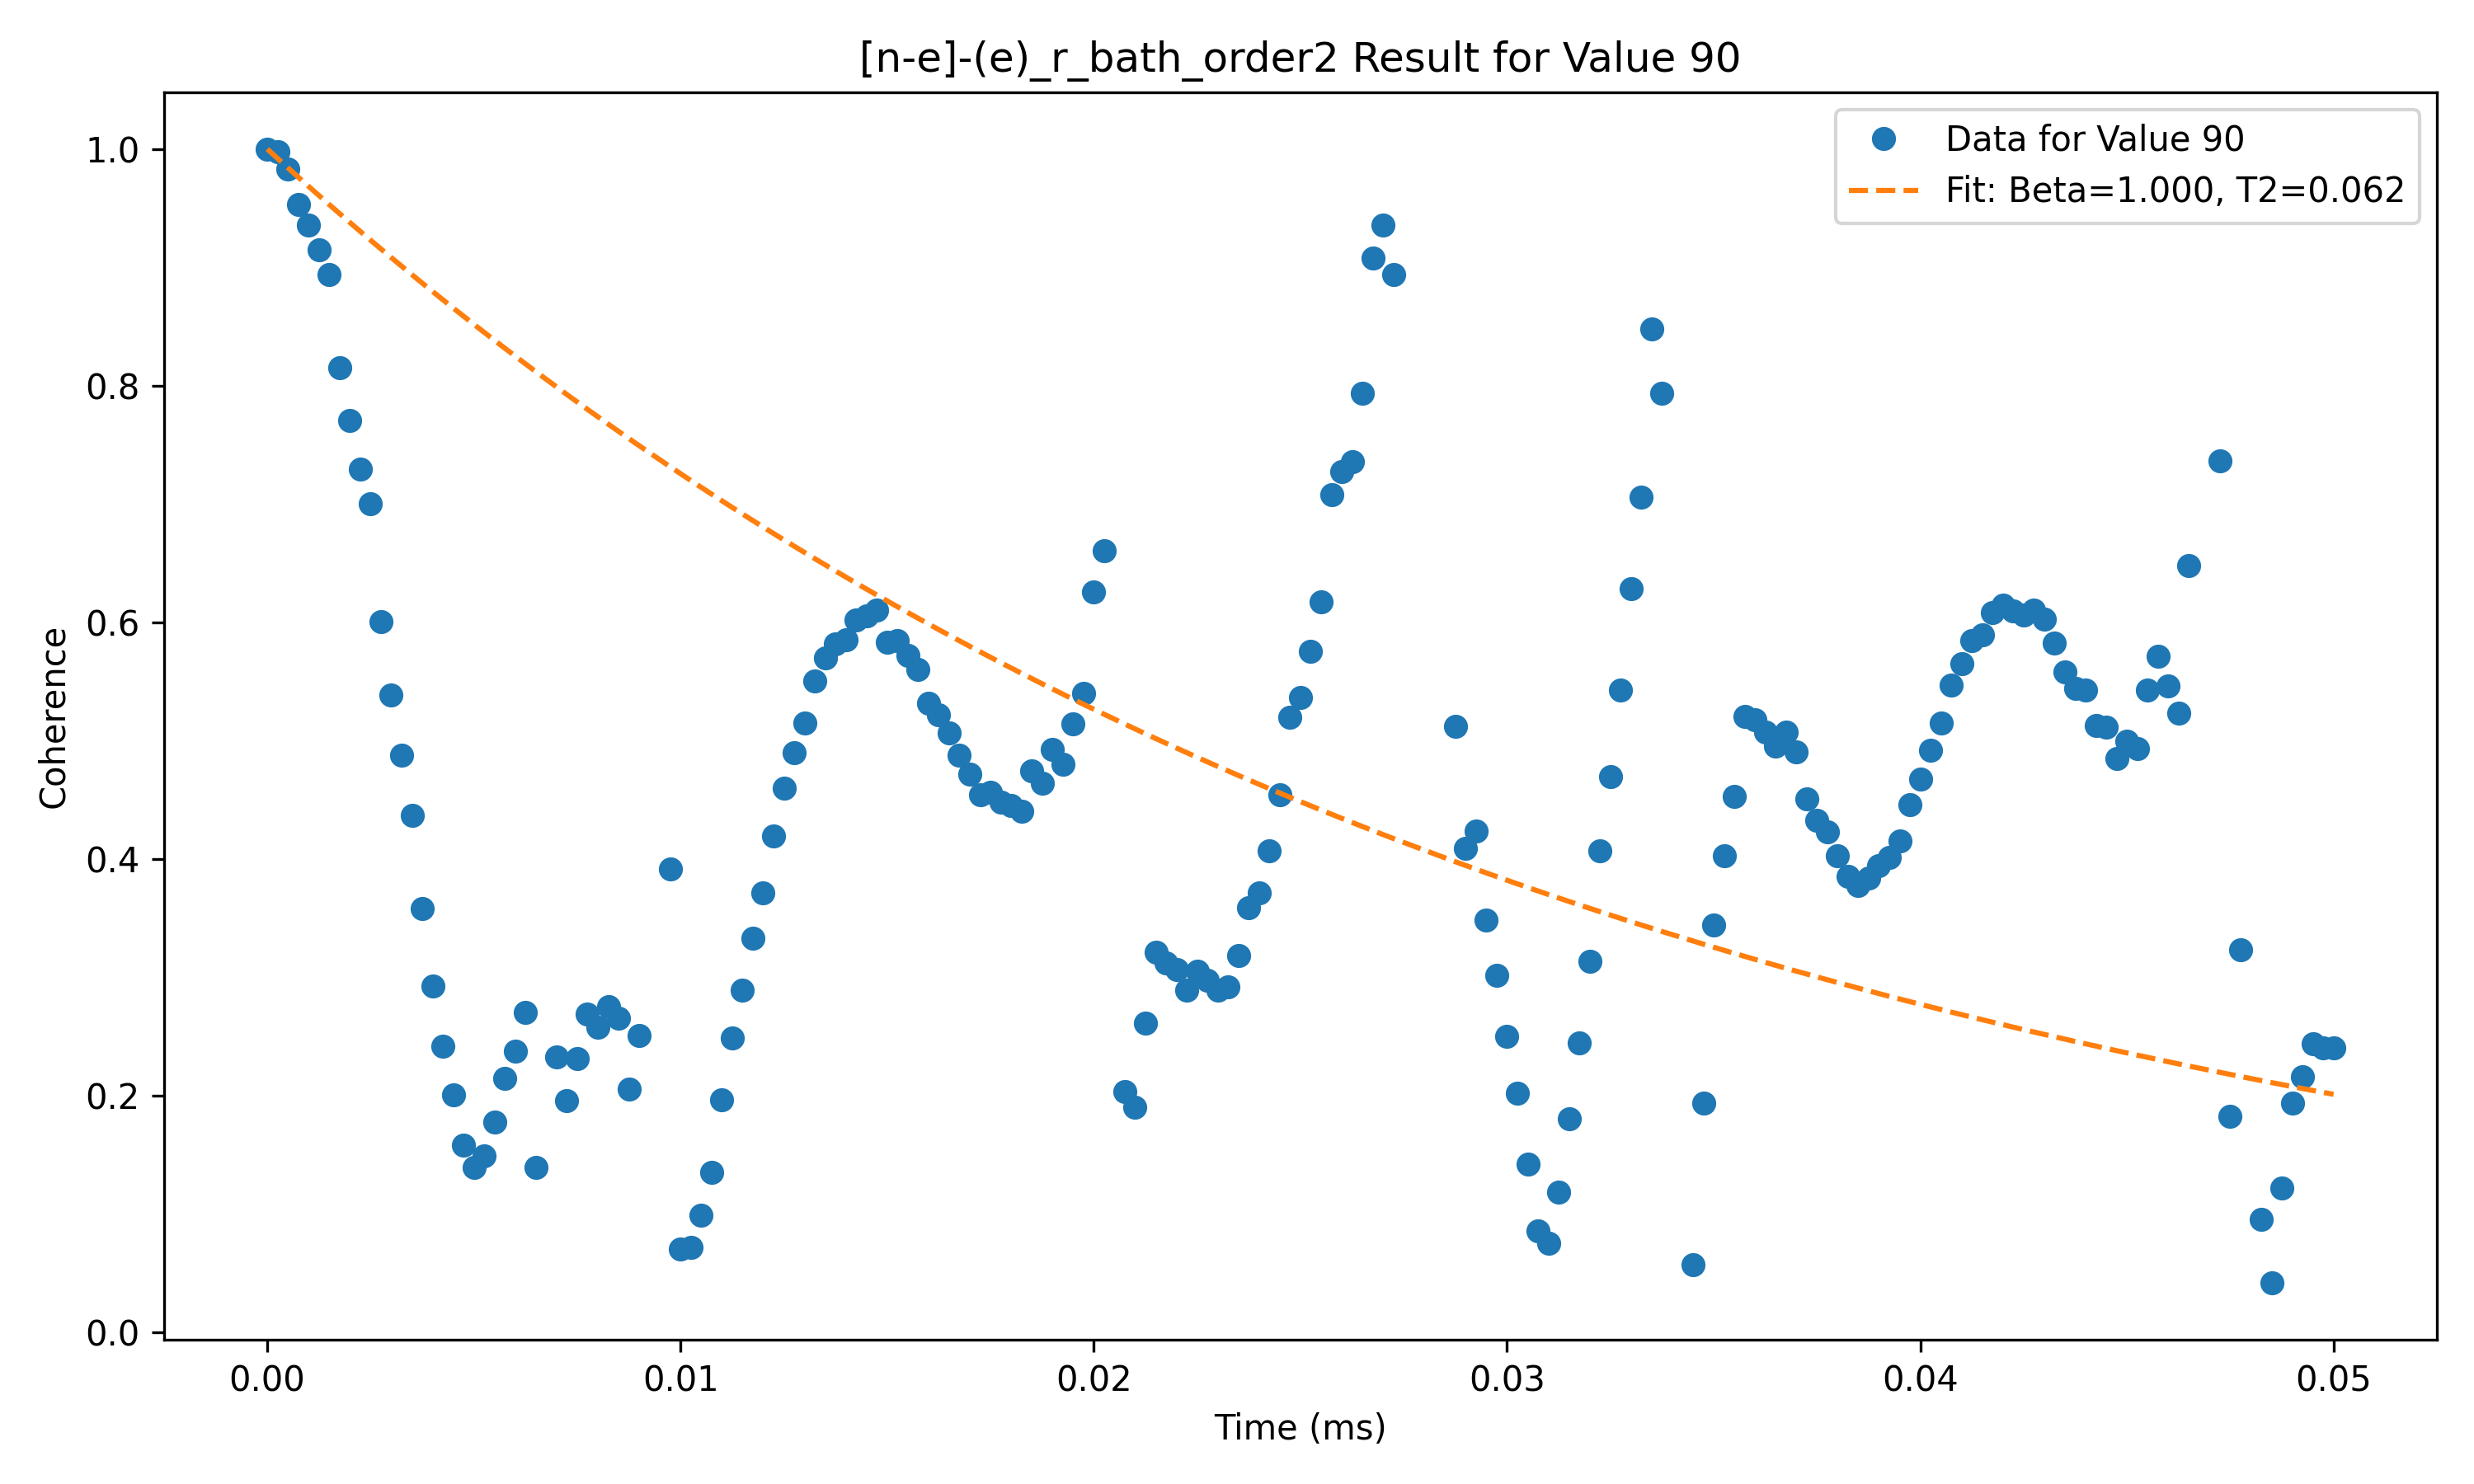 [n-e]-(e)_r_bath_order2 Result for Value 90
Data for Value 90
Fit: Beta=1.000, T2=0.062
Coherence
1.0
0.8
0.6
0.4
0.2
0.0
0.00 0.01 0.02 0.03 0.04 0.05
Time (ms)